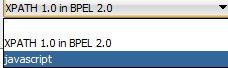 XPATH 1.0 in BPEL 2.0
XPATH 1.0 in BPEL 2.0
javascript